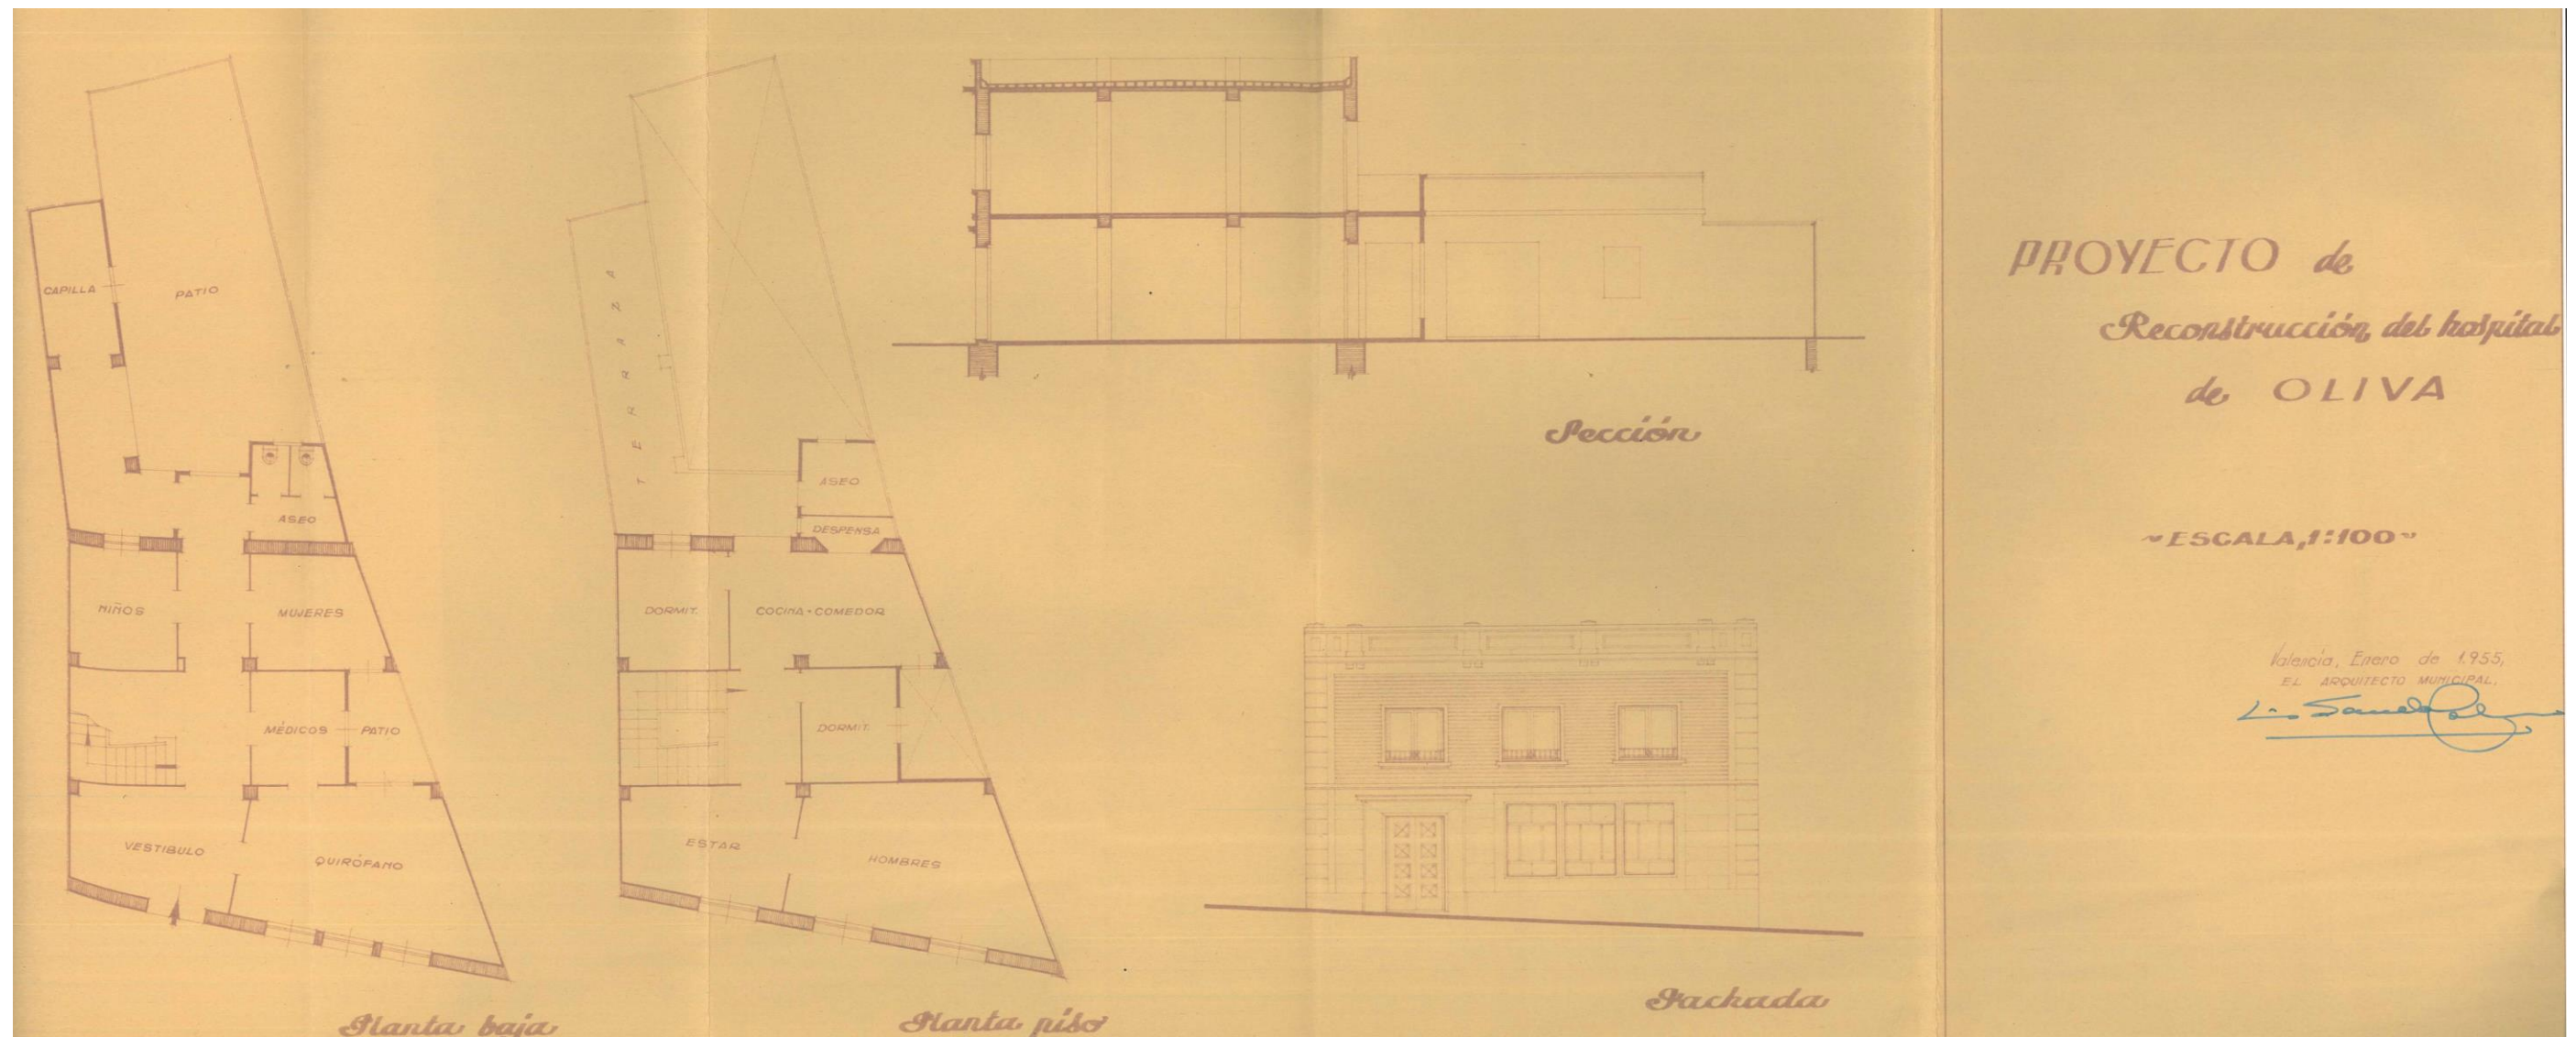 CAPILLA
PATIO
ASEO
NIÑOS
MUJERES
MÉDICOS
PATIO
VESTIBULO
QUIRÓFANO
Planta baja
TERRAZA
ASEO
DESPENSA
DORMIT.
COCINA-COMEDOR
DORMIT.
ESTAR
HOMBRES
Planta piso
Sección
Fachada
PROYECTO de
Reconstrucción del hospital
de OLIVA
~ESCALA, 1:100~
Valencia, Enero de 1.955,
EL ARQUITECTO MUNICIPAL.